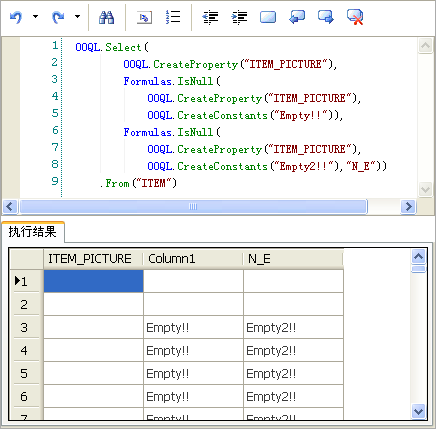 1 OOQL.Select(
2 OOQL.CreateProperty("ITEM_PICTURE"),
3 Formulas.IsNull(
4 OOQL.CreateProperty("ITEM_PICTURE"),
5 OOQL.CreateConstants("Empty!!")),
6 Formulas.IsNull(
7 OOQL.CreateProperty("ITEM_PICTURE"),
8 OOQL.CreateConstants("Empty2!!"),"N_E"))
9 .From("ITEM")
执行结果
ITEM_PICTURE Column1 N_E
1
2
3 Empty!! Empty2!!
4 Empty!! Empty2!!
5 Empty!! Empty2!!
6 Empty!! Empty2!!
7 Empty!! Empty2!!